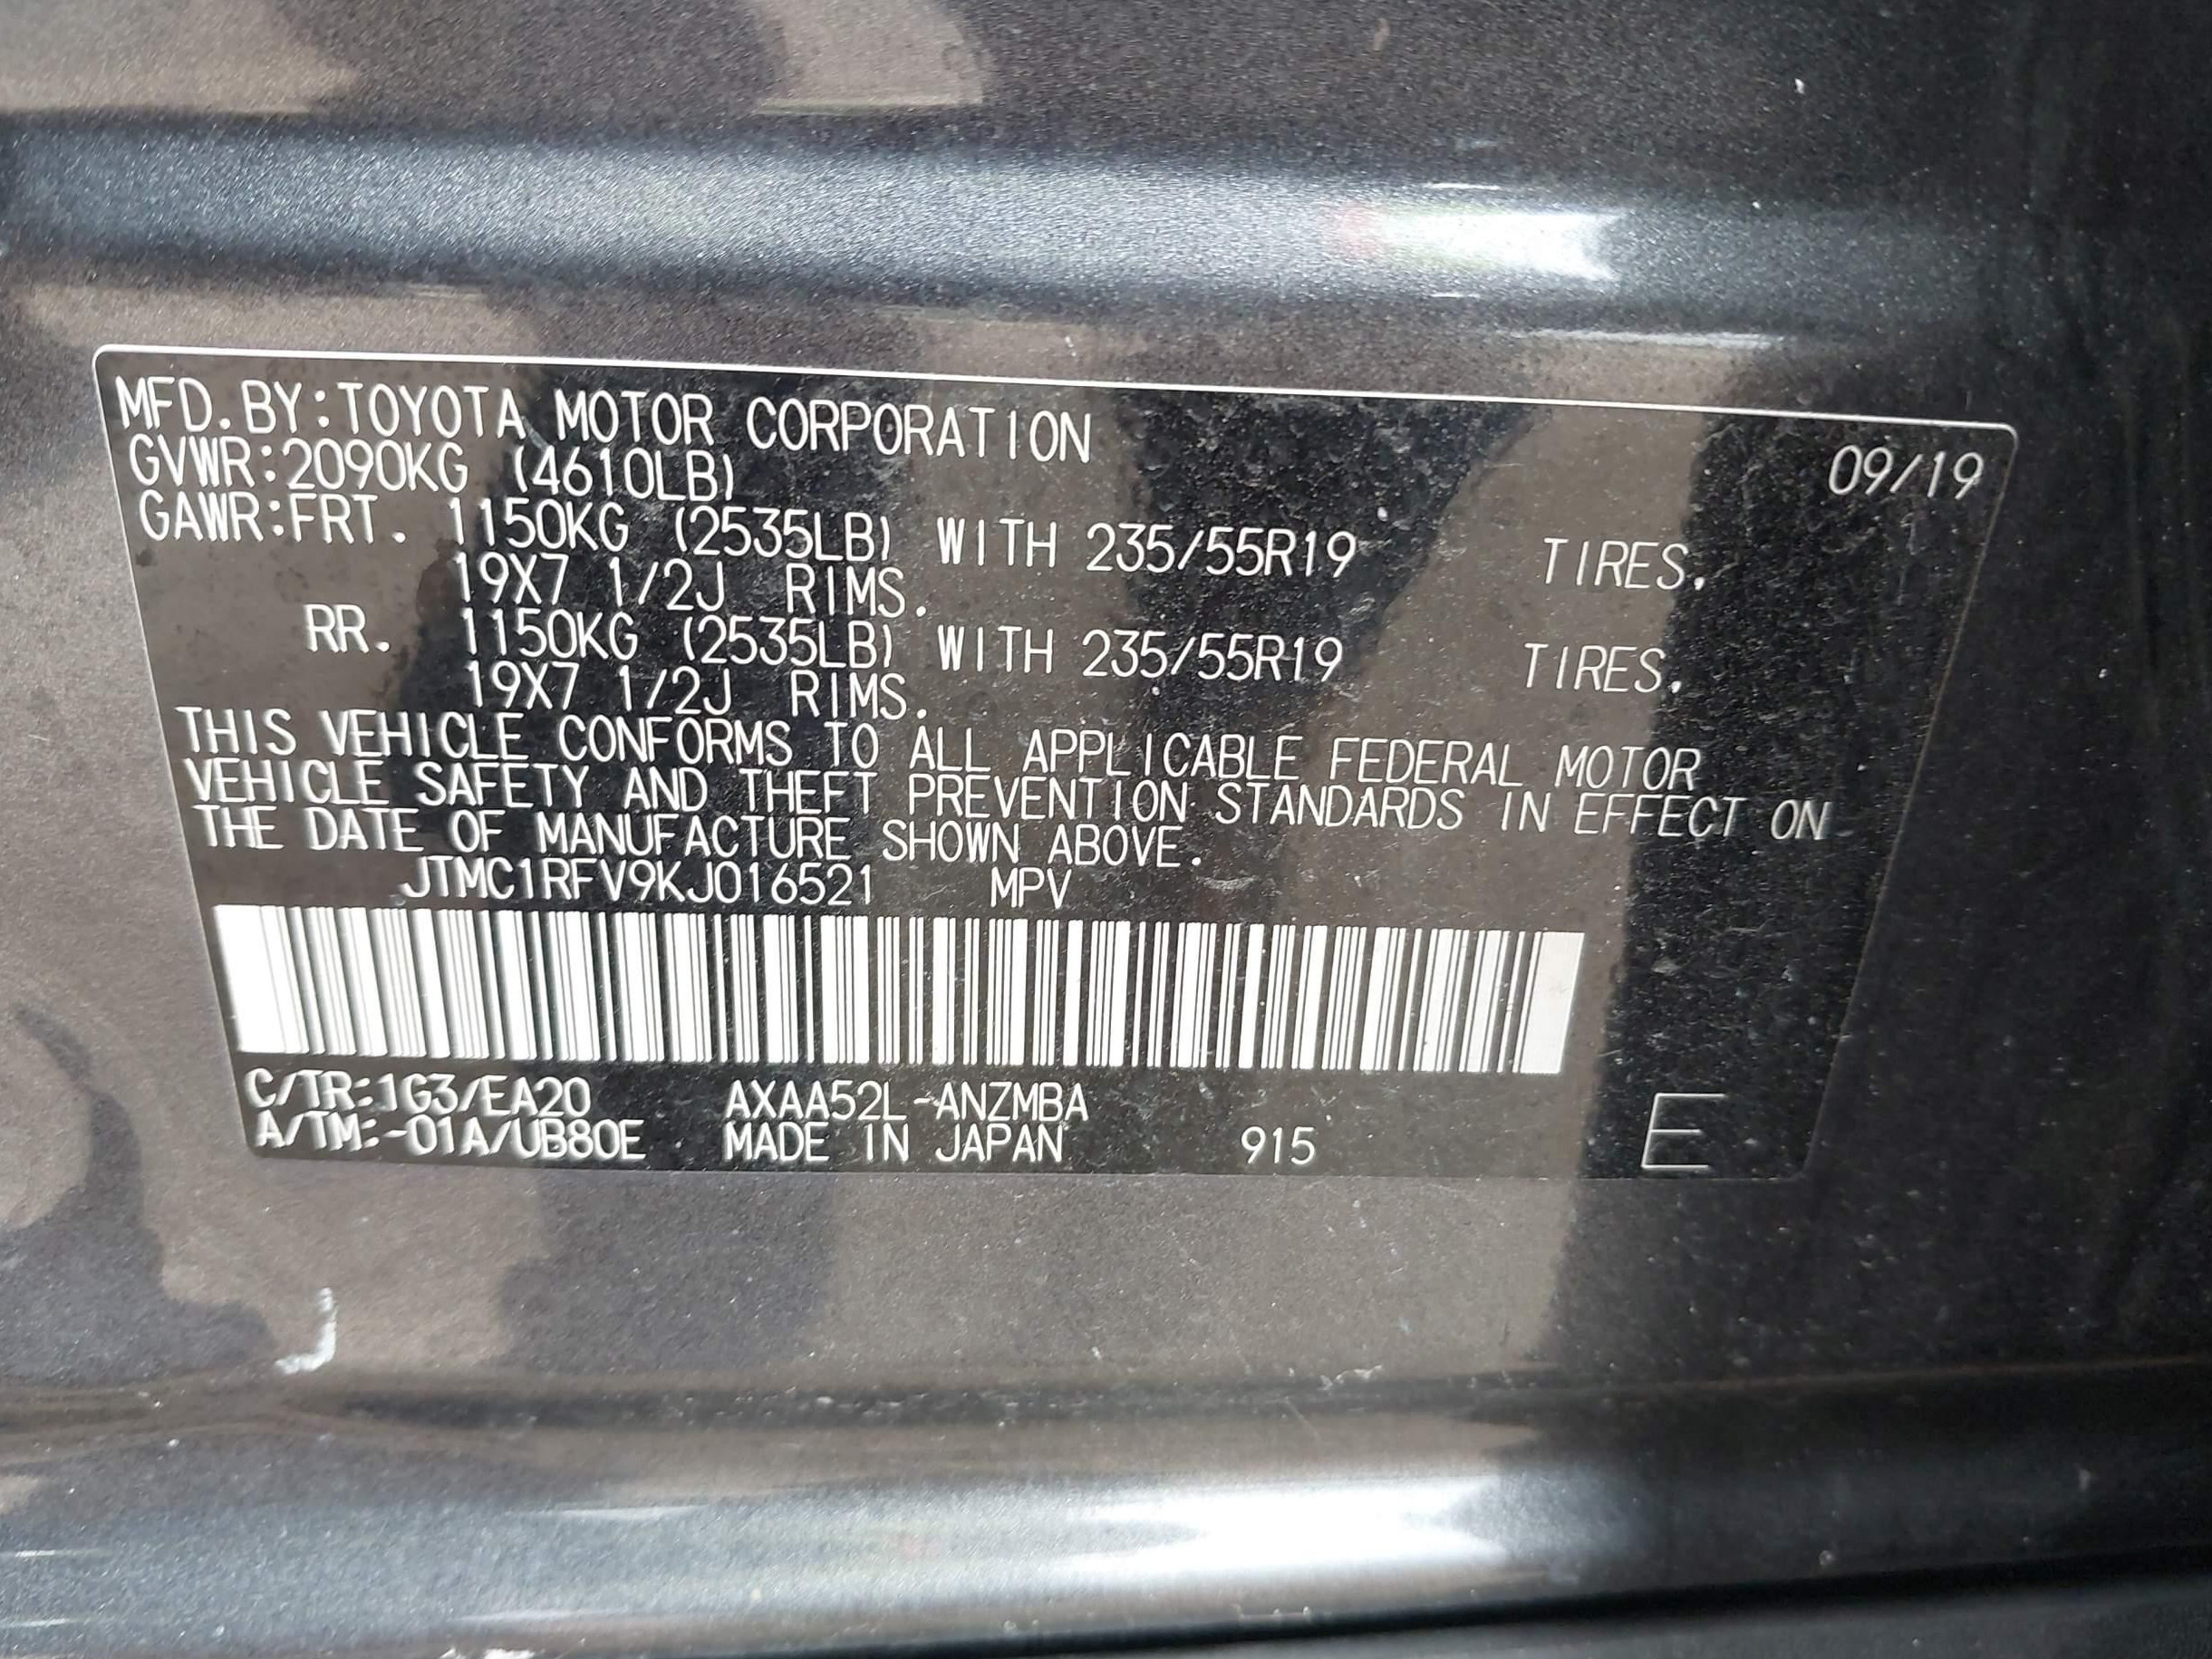 MFD.BY:TOYOTA MOTOR CORPORATION 09/19
GVWR:2090KG (4610LB)
GAWR:FRT. 1150KG (2535LB) WITH 235/55R19 TIRES.
19X7 1/2J RIMS.
RR. 1150KG (2535LB) WITH 235/55R19 TIRES.
19X7 1/2J RIMS.
THIS VEHICLE CONFORMS TO ALL APPLICABLE FEDERAL MOTOR
VEHICLE SAFETY AND THEFT PREVENTION STANDARDS IN EFFECT ON
THE DATE OF MANUFACTURE SHOWN ABOVE.
JTMC1RFV9KJ016521 MPV
C/TR:1G3/EA20 AXAA52L-ANZMBA
A/TM:-01A/UB80E MADE IN JAPAN 915 E